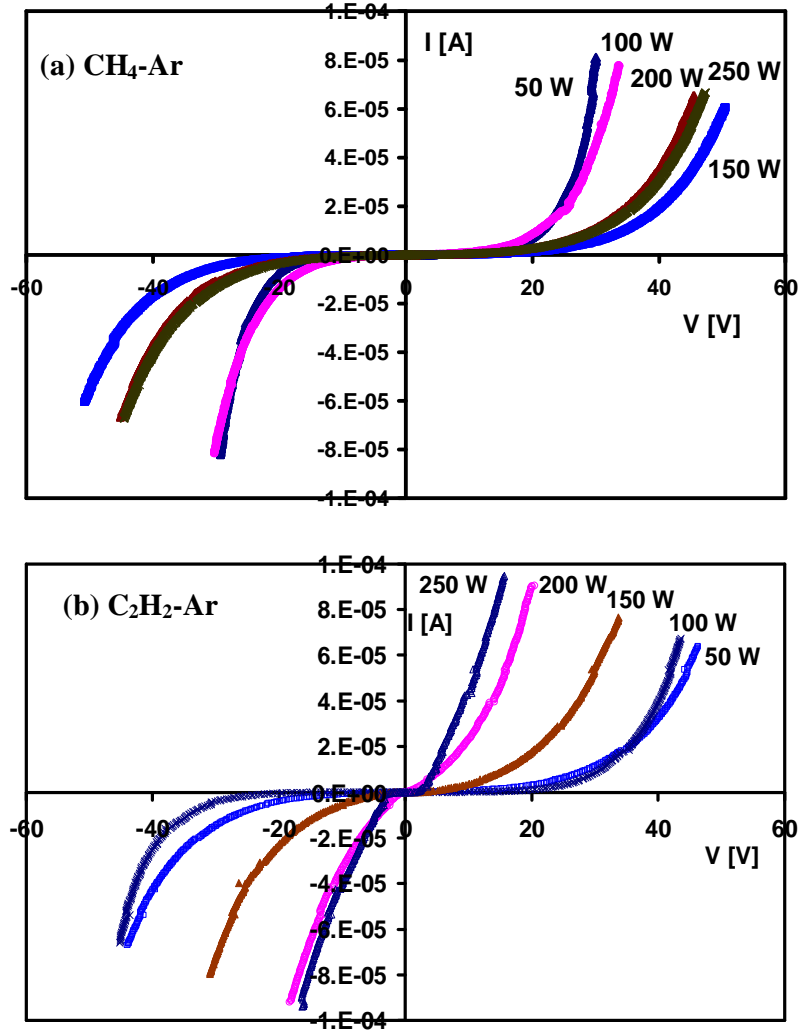 1.E-04
I [A]
100 W
(a) CH₄-Ar
8.E-05
50 W
200 W
250 W
6.E-05
4.E-05
150 W
2.E-05
0.E+00
-60
-40
-20
0
20
40
60
-2.E-05
V [V]
-4.E-05
-6.E-05
-8.E-05
-1.E-04
1.E-04
250 W
200 W
(b) C₂H₂-Ar
150 W
8.E-05
I [A]
100 W
6.E-05
50 W
4.E-05
2.E-05
0.E+00
-60
-40
-20
0
20
40
60
-2.E-05
V [V]
-4.E-05
-6.E-05
-8.E-05
-1.E-04